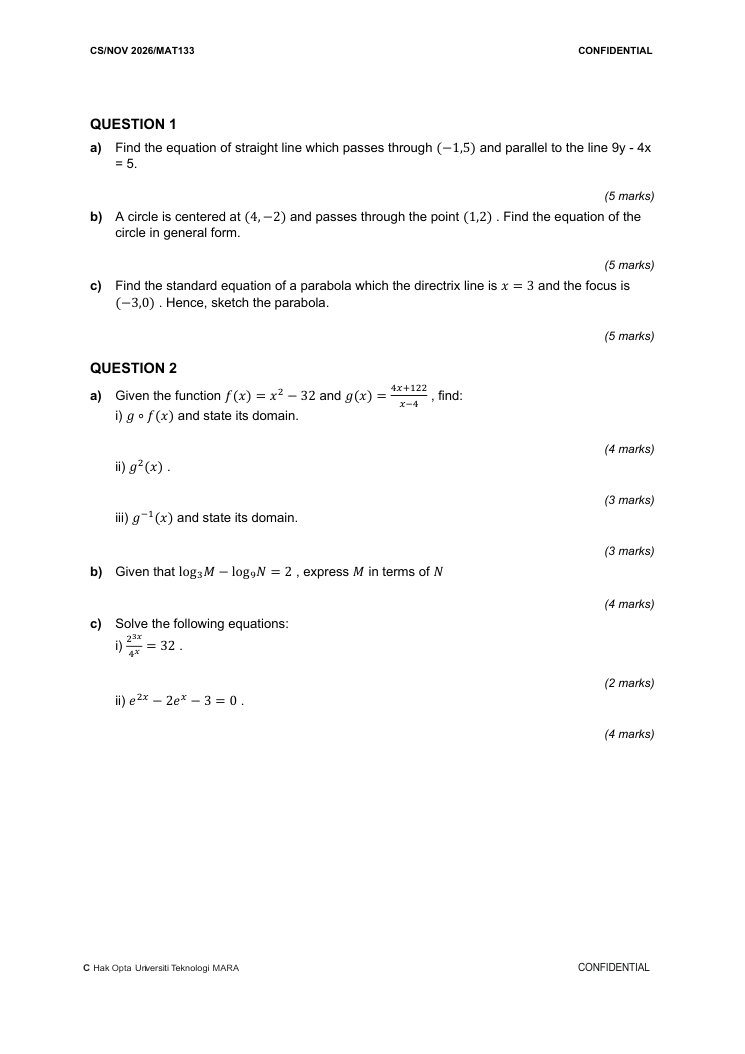 CS/NOV 2026/MAT133 CONFIDENTIAL
QUESTION 1
a) Find the equation of straight line which passes through (−1,5) and parallel to the line 9y - 4x
= 5.
(5 marks)
b) A circle is centered at (4, −2) and passes through the point (1,2) . Find the equation of the
circle in general form.
(5 marks)
c) Find the standard equation of a parabola which the directrix line is x = 3 and the focus is
(−3,0) . Hence, sketch the parabola.
(5 marks)
QUESTION 2
a) Given the function f(x) = x² − 32 and g(x) = (4x+122)/(x−4) , find:
i) g ∘ f(x) and state its domain.
(4 marks)
ii) g²(x) .
(3 marks)
iii) g⁻¹(x) and state its domain.
(3 marks)
b) Given that log₃M − log₉N = 2 , express M in terms of N
(4 marks)
c) Solve the following equations:
i) 2³ˣ/4ˣ = 32 .
(2 marks)
ii) e²ˣ − 2eˣ − 3 = 0 .
(4 marks)
C Hak Opta Universiti Teknologi MARA CONFIDENTIAL